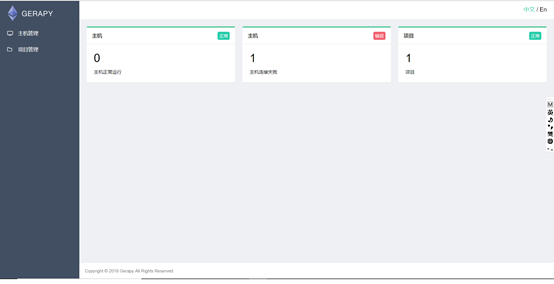 GERAPY
中文 / En
主机管理
项目管理
主机 正常
0
主机正常运行
主机 错误
1
主机连接失败
项目 正常
1
项目
M
英
简
Copyright © 2018 Gerapy All Rights Reserved.